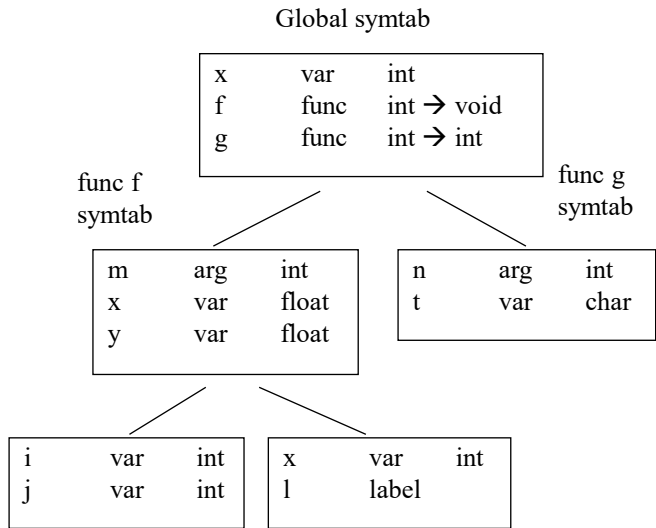 Global symtab
x var int
f func int → void
g func int → int
func f
symtab
func g
symtab
m arg int
x var float
y var float
n arg int
t var char
i var int
j var int
x var int
l label